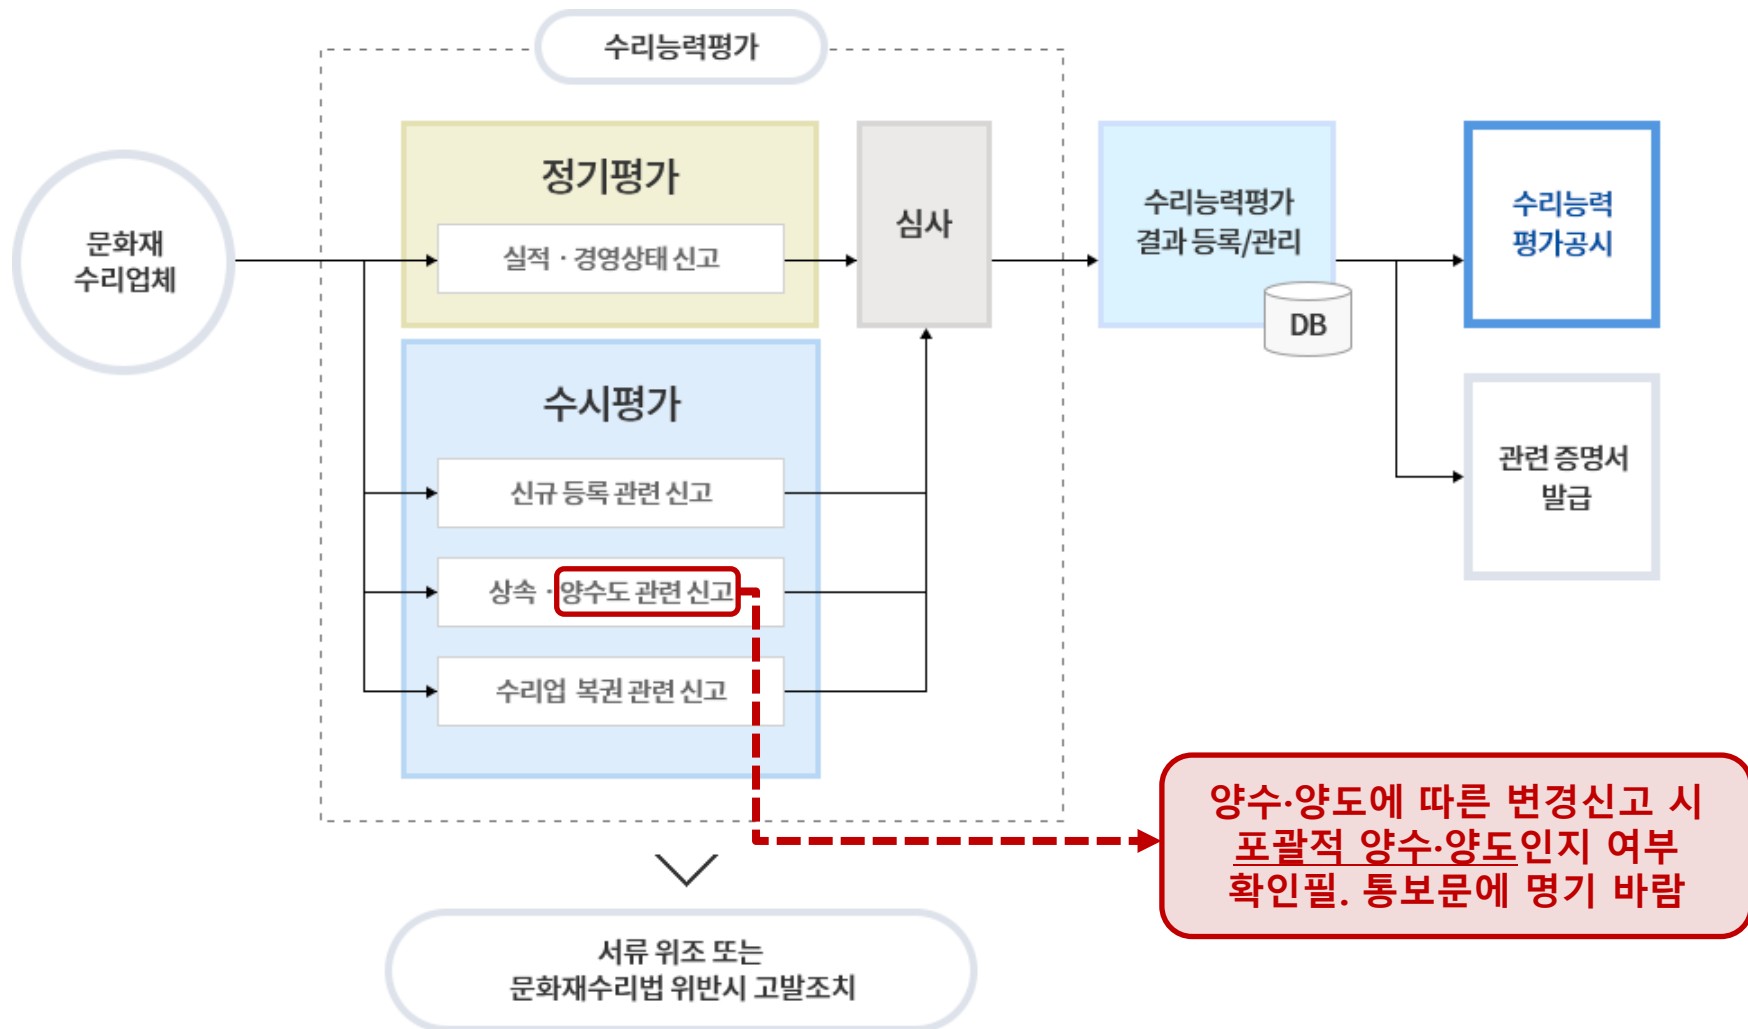 수리능력평가
문화재
수리업체
정기평가
실적 · 경영상태 신고
심사
수리능력평가
결과 등록/관리
DB
수리능력
평가공시
수시평가
신규 등록 관련 신고
상속 · 양수도 관련 신고
수리업 복권 관련 신고
관련 증명서
발급
양수·양도에 따른 변경신고 시
포괄적 양수·양도인지 여부
확인필. 통보문에 명기 바람
서류 위조 또는
문화재수리법 위반시 고발조치